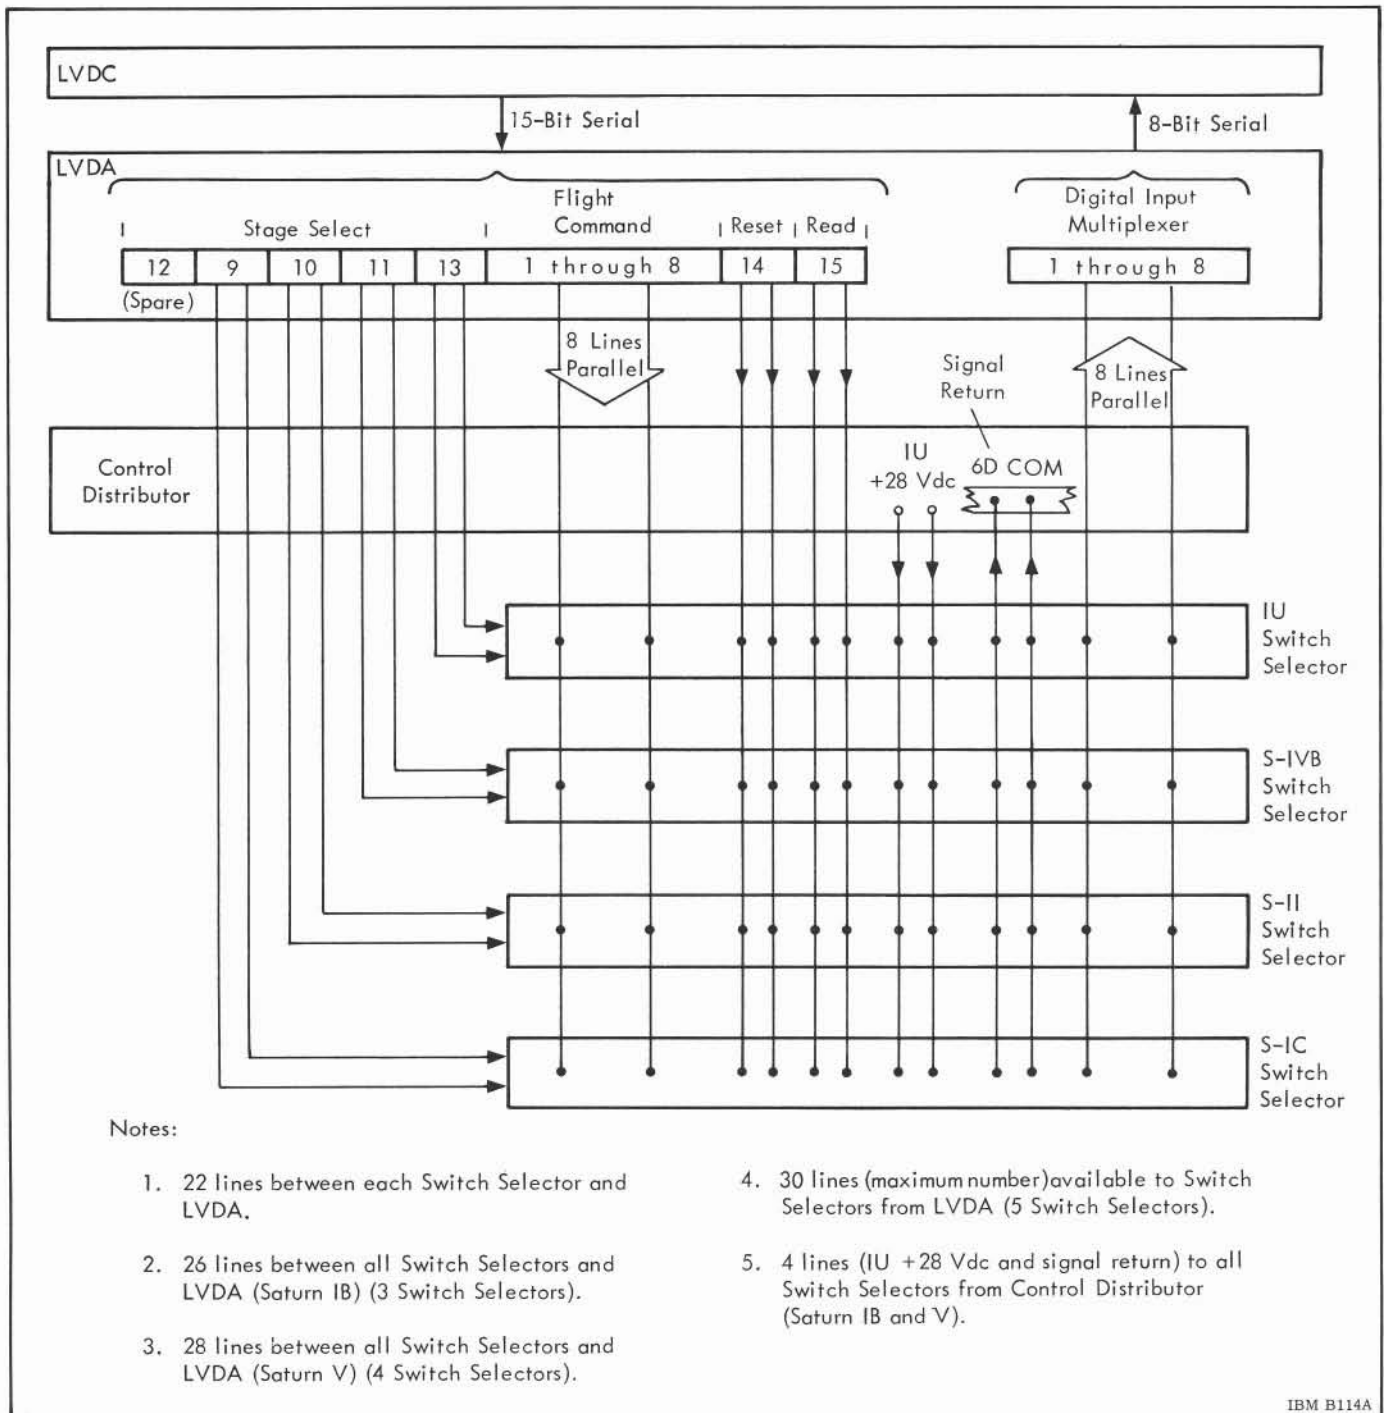 LVDC
15-Bit Serial
8-Bit Serial
LVDA
Flight
Command
Stage Select
Reset
Read
Digital Input
Multiplexer
12
9
10
11
13
1 through 8
14
15
1 through 8
(Spare)
8 Lines
Parallel
Signal
Return
8 Lines
Parallel
Control
Distributor
IU
+28 Vdc
6D COM
IU
Switch
Selector
S-IVB
Switch
Selector
S-II
Switch
Selector
S-IC
Switch
Selector
Notes:
1. 22 lines between each Switch Selector and
LVDA.
2. 26 lines between all Switch Selectors and
LVDA (Saturn IB) (3 Switch Selectors).
3. 28 lines between all Switch Selectors and
LVDA (Saturn V) (4 Switch Selectors).
4. 30 lines (maximum number)available to Switch
Selectors from LVDA (5 Switch Selectors).
5. 4 lines (IU +28 Vdc and signal return) to all
Switch Selectors from Control Distributor
(Saturn IB and V).
IBM B114A